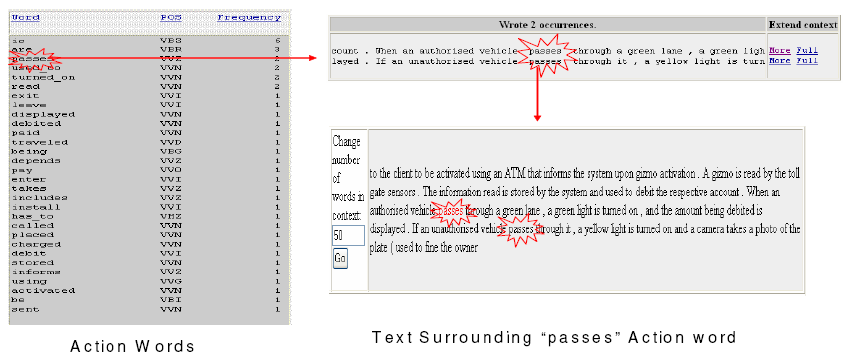 Word POS Frequency
is VBZ 6
are VBR 3
passes VVZ 2
used_to VVN 2
turned_on VVN 2
read VVN 2
exit VVI 1
leave VVI 1
displayed VVN 1
debited VVN 1
paid VVN 1
traveled VVD 1
being VBG 1
depends VVZ 1
pay VVO 1
enter VVI 1
takes VVZ 1
includes VVZ 1
install VVI 1
has_to VHZ 1
called VVN 1
placed VVN 1
charged VVN 1
debit VVI 1
stored VVN 1
informs VVZ 1
using VVG 1
activated VVN 1
be VBI 1
sent VVN 1
Action Words
Wrote 2 occurrences. Extend context
count . When an authorised vehicle passes through a green lane , a green ligh More Full
layed . If an unauthorised vehicle passes through it , a yellow light is turn More Full
Change
number
of
words in
context:
50
Go
to the client to be activated using an ATM that informs the system upon gizmo activation . A gizmo is read by the toll
gate sensors . The information read is stored by the system and used to debit the respective account . When an
authorised vehicle passes through a green lane , a green light is turned on , and the amount being debited is
displayed . If an unauthorised vehicle passes through it , a yellow light is turned on and a camera takes a photo of the
plate ( used to fine the owner
Text Surrounding “passes” Action word